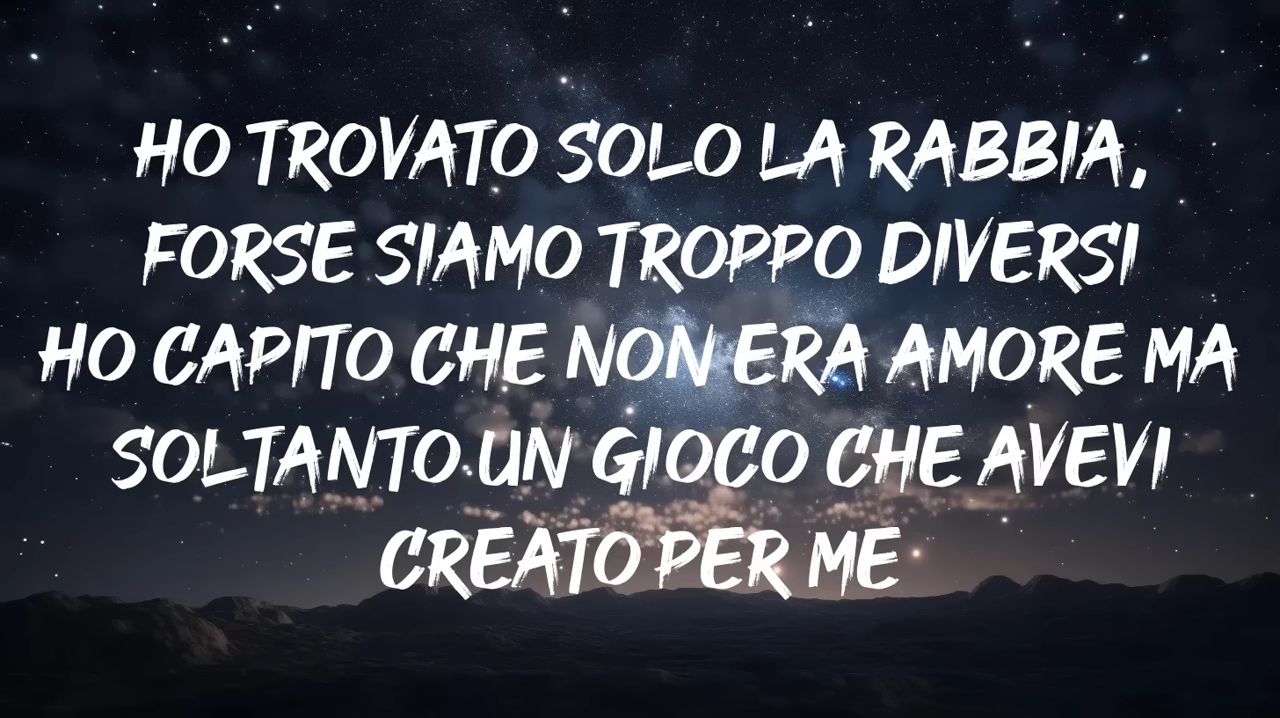 HO TROVATO SOLO LA RABBIA,
FORSE SIAMO TROPPO DIVERSI
HO CAPITO CHE NON ERA AMORE MA
SOLTANTO UN GIOCO CHE AVEVI
CREATO PER ME